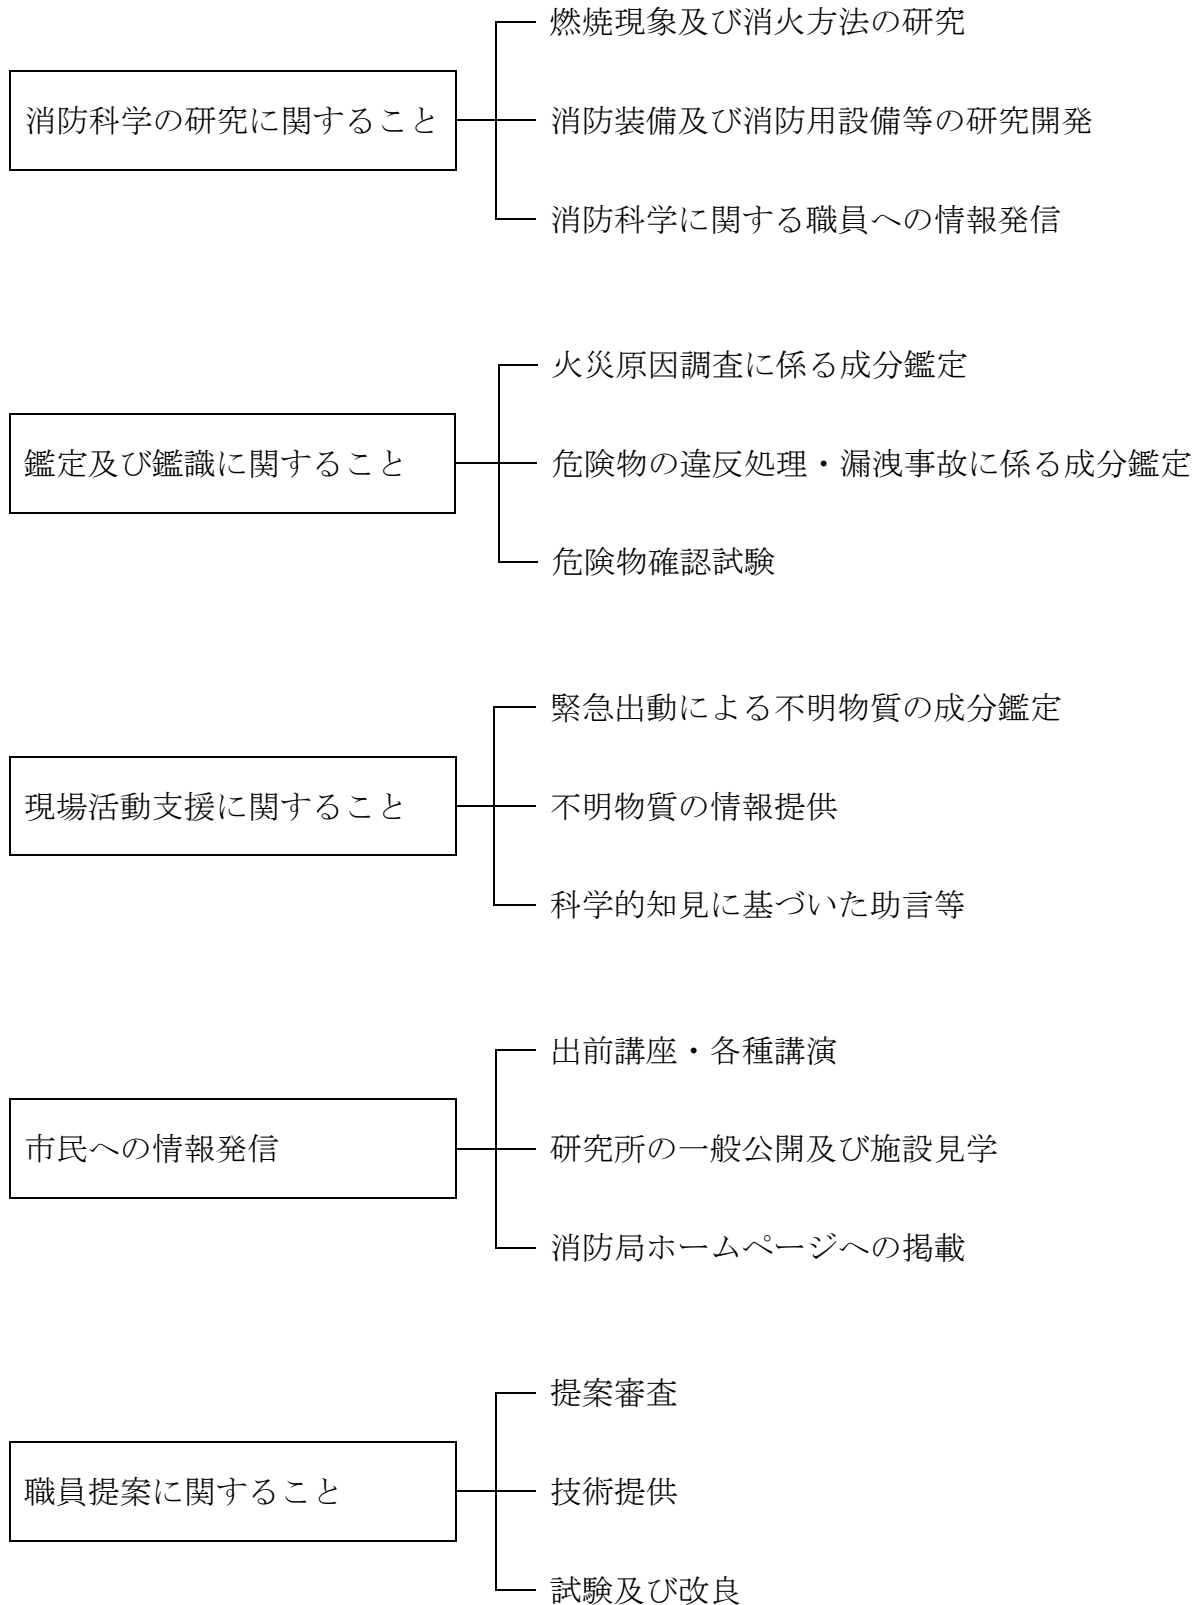 消防科学の研究に関すること
燃焼現象及び消火方法の研究
消防装備及び消防用設備等の研究開発
消防科学に関する職員への情報発信
鑑定及び鑑識に関すること
火災原因調査に係る成分鑑定
危険物の違反処理・漏洩事故に係る成分鑑定
危険物確認試験
現場活動支援に関すること
緊急出動による不明物質の成分鑑定
不明物質の情報提供
科学的知見に基づいた助言等
市民への情報発信
出前講座・各種講演
研究所の一般公開及び施設見学
消防局ホームページへの掲載
職員提案に関すること
提案審査
技術提供
試験及び改良